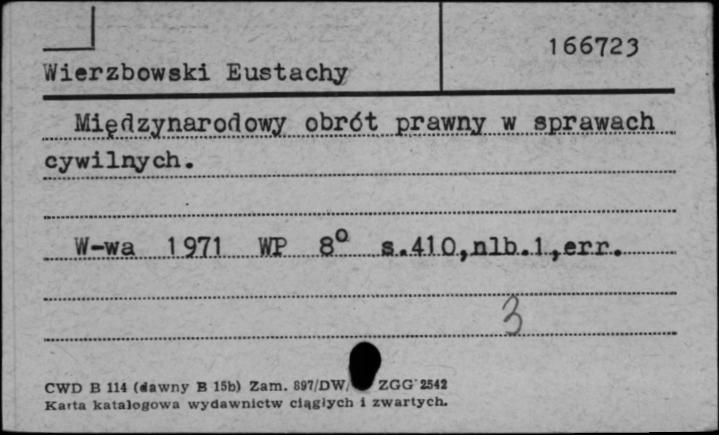 166723
Wierzbowski Eustachy
Międzynarodowy obrót prawny w sprawach
cywilnych.
W-wa 1971 WP 8° s.410,nlb.1,err.
3
CWD B 114 (dawny B 15b) Zam. 897/DW/ ZGG 2542
Karta katalogowa wydawnictw ciągłych i zwartych.